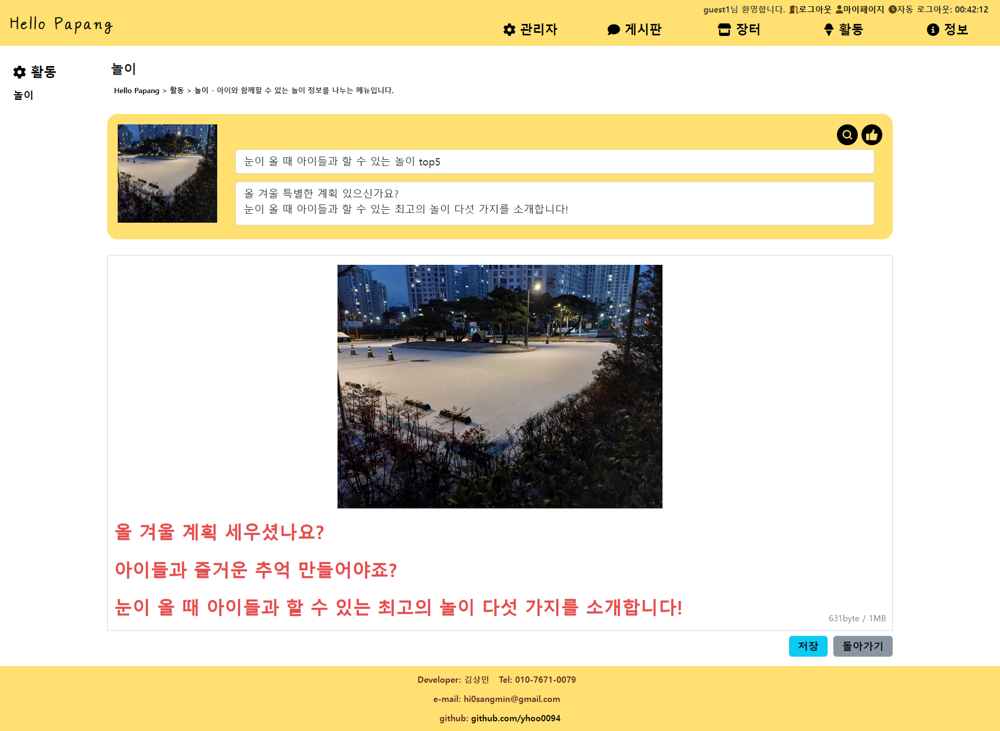 guest1님 환영합니다. 로그아웃 마이페이지 자동 로그아웃: 00:42:12
Hello Papang
관리자 게시판 장터 활동 정보
활동
놀이
놀이
Hello Papang > 활동 > 놀이 - 아이와 함께할 수 있는 놀이 정보를 나누는 메뉴입니다.
눈이 올 때 아이들과 할 수 있는 놀이 top5
올 겨울 특별한 계획 있으신가요?
눈이 올 때 아이들과 할 수 있는 최고의 놀이 다섯 가지를 소개합니다!
올 겨울 계획 세우셨나요?
아이들과 즐거운 추억 만들어야죠?
눈이 올 때 아이들과 할 수 있는 최고의 놀이 다섯 가지를 소개합니다!
631byte / 1MB
저장 돌아가기
Developer: 김상민 Tel: 010-7671-0079
e-mail: hi0sangmin@gmail.com
github: github.com/yhoo0094